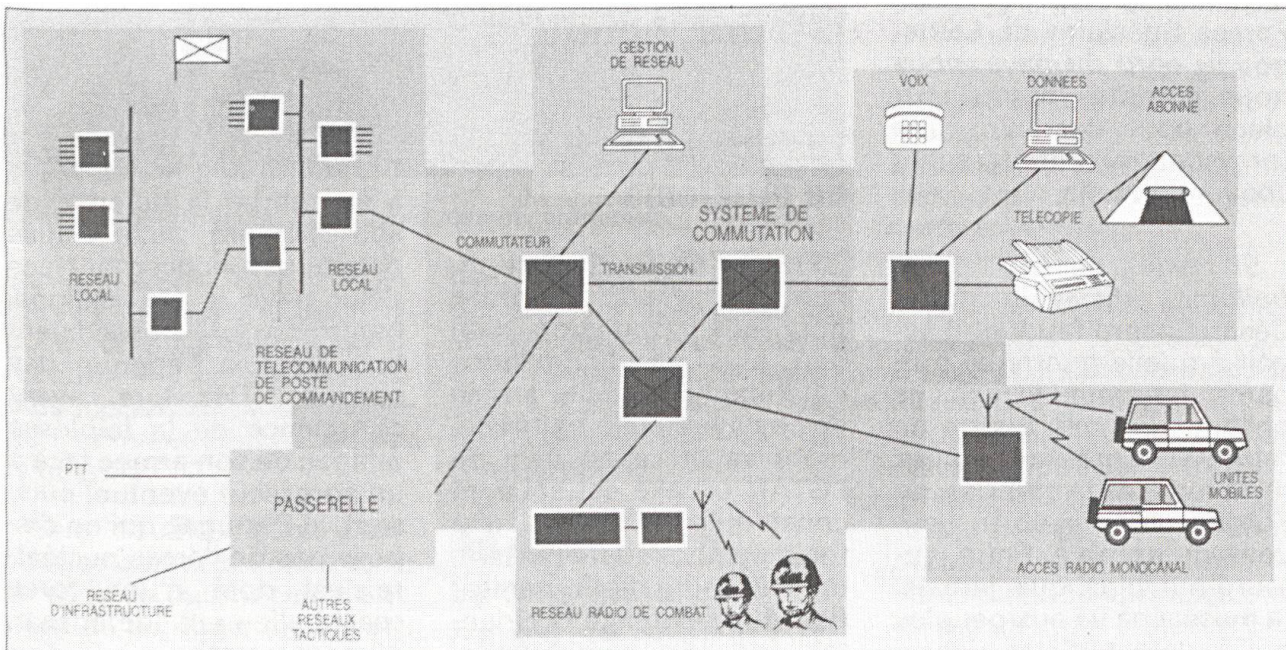 GESTION
DE RESEAU
VOIX
DONNEES
ACCES
ABONNE
TELECOPIE
SYSTEME DE
COMMUTATION
COMMUTATEUR
TRANSMISSION
RESEAU
LOCAL
RESEAU
LOCAL
RESEAU DE
TELECOMMUNICATION
DE POSTE
DE COMMANDEMENT
PTT
PASSERELLE
RESEAU
D'INFRASTRUCTURE
AUTRES
RESEAUX
TACTIQUES
RESEAU RADIO DE COMBAT
UNITES
MOBILES
ACCES RADIO MONOCANAL